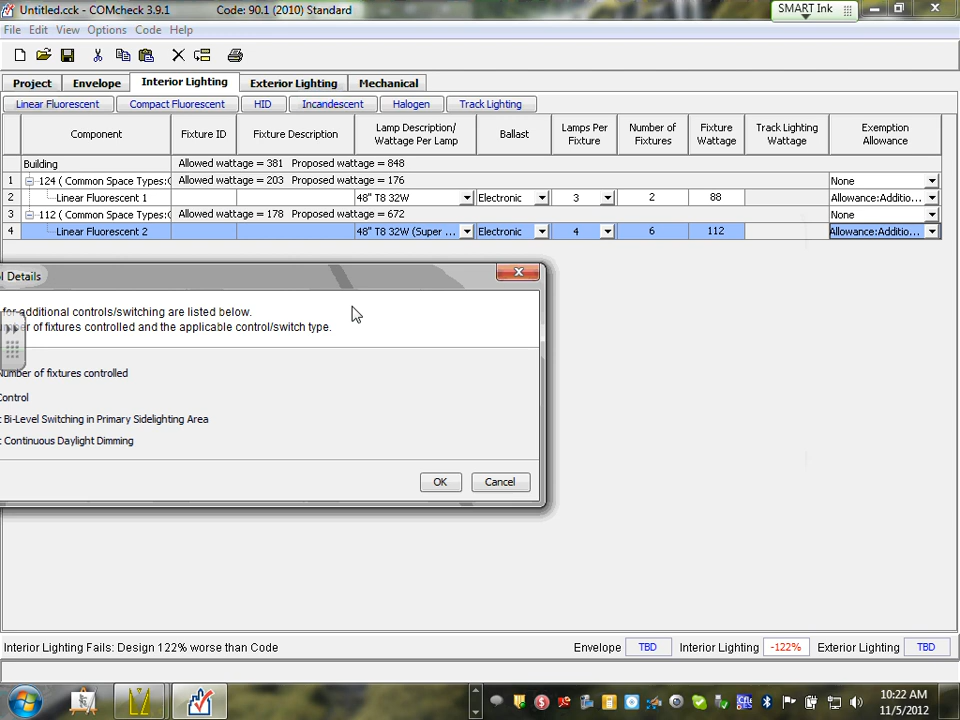 Untitled.cck - COMcheck 3.9.1 Code: 90.1 (2010) Standard
SMART Ink
File Edit View Options Code Help
Project Envelope Interior Lighting Exterior Lighting Mechanical
Linear Fluorescent Compact Fluorescent HID Incandescent Halogen Track Lighting
Component Fixture ID Fixture Description Lamp Description/ Wattage Per Lamp Ballast Lamps Per Fixture Number of Fixtures Fixture Wattage Track Lighting Wattage Exemption Allowance
Building Allowed wattage = 381 Proposed wattage = 848
1 124 ( Common Space Types: Allowed wattage = 203 Proposed wattage = 176 None
2 Linear Fluorescent 1 48" T8 32W Electronic 3 2 88 Allowance:Additio...
3 112 ( Common Space Types: Allowed wattage = 178 Proposed wattage = 672 None
4 Linear Fluorescent 2 48" T8 32W (Super ... Electronic 4 6 112 Allowance:Additio...
Details
for additional controls/switching are listed below.
of fixtures controlled and the applicable control/switch type.
Number of fixtures controlled
Control
: Bi-Level Switching in Primary Sidelighting Area
: Continuous Daylight Dimming
OK Cancel
Interior Lighting Fails: Design 122% worse than Code Envelope TBD Interior Lighting -122% Exterior Lighting TBD
10:22 AM
11/5/2012